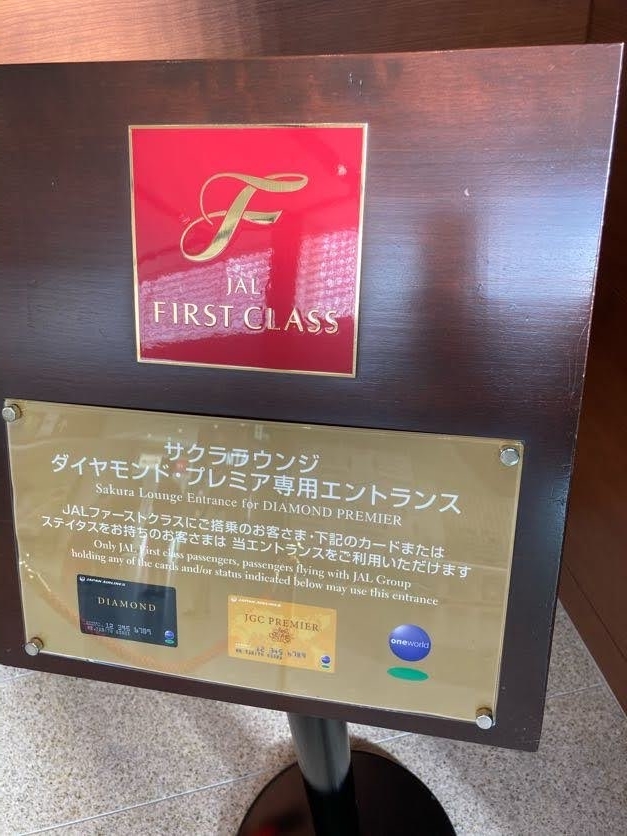 JAL
FIRST CLASS
サクララウンジ
ダイヤモンド・プレミア専用エントランス
Sakura Lounge Entrance for DIAMOND PREMIER
JALファーストクラスにご搭乗のお客さま・下記のカードまたは
ステイタスをお持ちのお客さまは 当エントランスをご利用いただけます
Only JAL First class passengers, passengers flying with JAL Group
holding any of the cards and/or status indicated below may use this entrance
JAPAN AIRLINES
DIAMOND
JAPAN AIRLINES
JGC PREMIER
oneworld